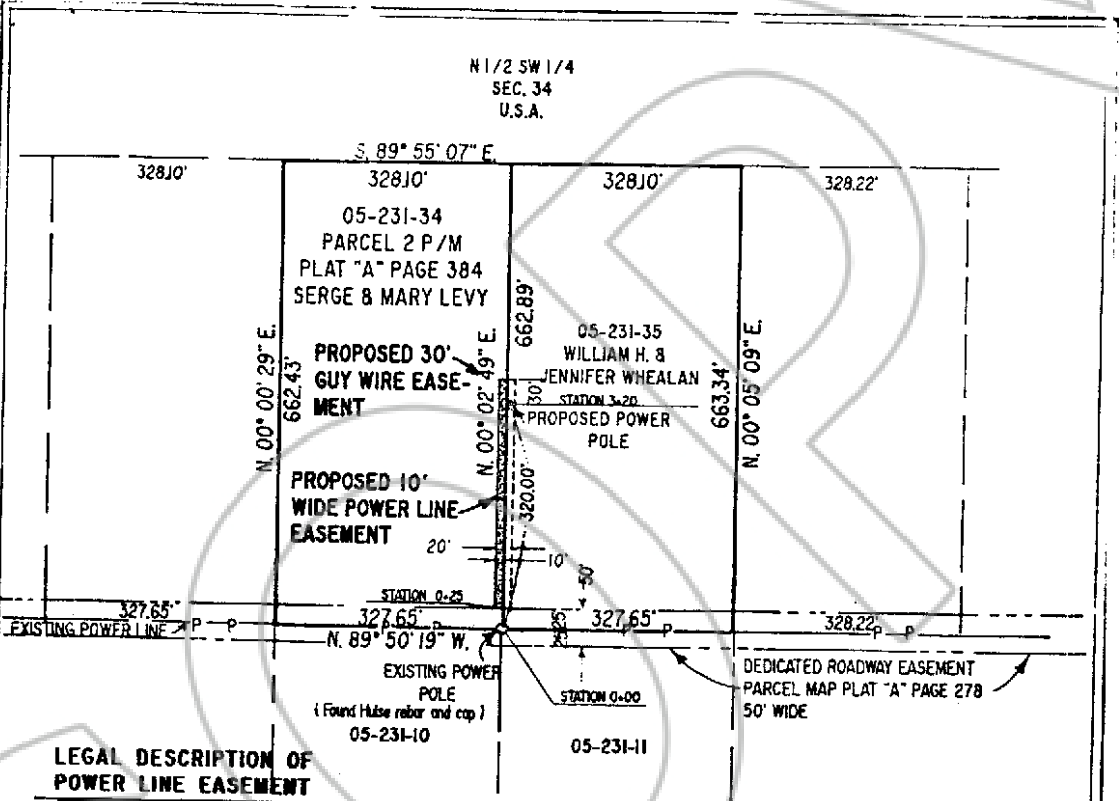 N 1/2 SW 1/4
SEC. 34
U.S.A.
S. 89° 55' 07" E.
328.10'
328.10'
328.10'
328.22'
05-231-34
PARCEL 2 P/M
PLAT "A" PAGE 384
SERGE & MARY LEVY
N. 00° 00' 29" E.
662.43'
PROPOSED 30'
GUY WIRE EASE-
MENT
N. 00° 02' 49" E.
662.89'
05-231-35
WILLIAM H. &
JENNIFER WHEALAN
30'
STATION 3+20
PROPOSED POWER
POLE
663.34'
N. 00° 05' 09" E.
PROPOSED 10'
WIDE POWER LINE
EASEMENT
320.00'
20'
10'
50'
STATION 0+25
327.65'
327.65'
327.65'
328.22'
EXISTING POWER LINE
P P
P
P P
P P
N. 89° 50' 19" W.
EXISTING POWER
POLE
( Found Hulse rebar and cap )
05-231-10
STATION 0+00
05-231-11
DEDICATED ROADWAY EASEMENT
PARCEL MAP PLAT "A" PAGE 278
50' WIDE
LEGAL DESCRIPTION OF
POWER LINE EASEMENT